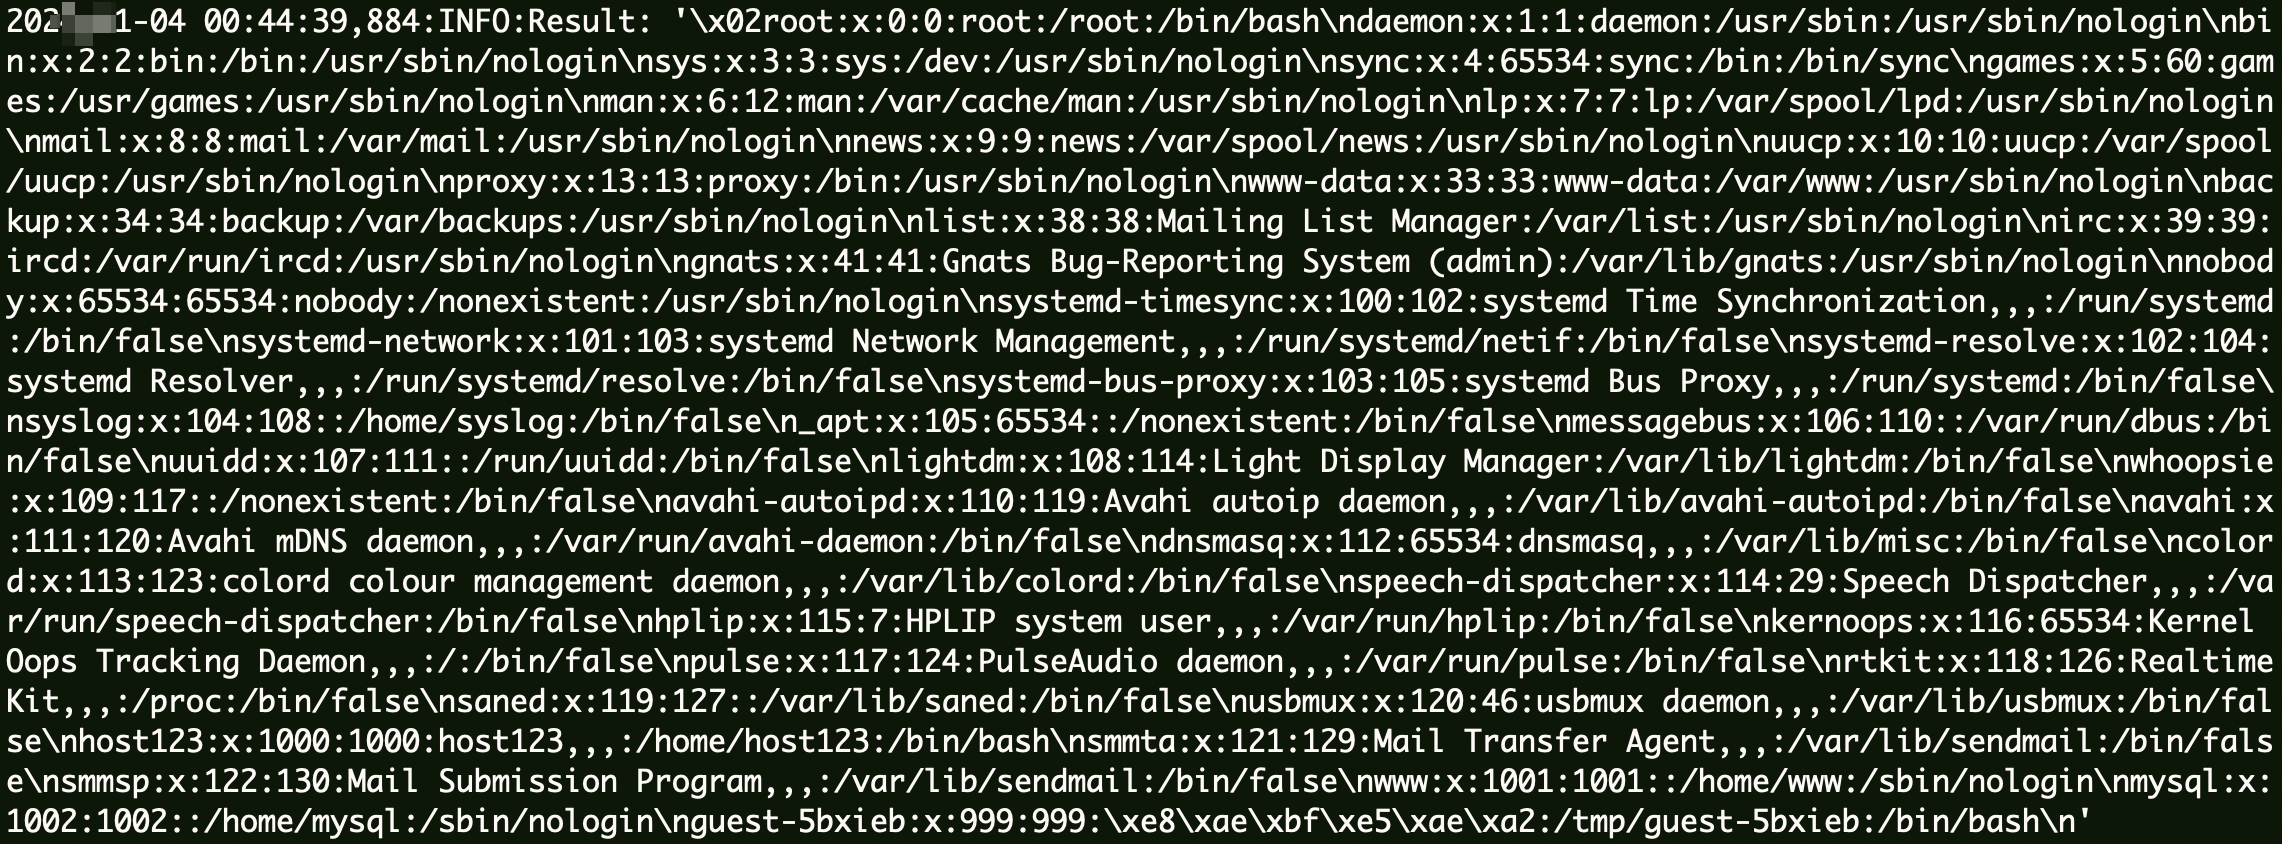 202 1-04 00:44:39,884:INFO:Result: '\x02root:x:0:0:root:/root:/bin/bash\ndaemon:x:1:1:daemon:/usr/sbin:/usr/sbin/nologin\nbi
n:x:2:2:bin:/bin:/usr/sbin/nologin\nsys:x:3:3:sys:/dev:/usr/sbin/nologin\nsync:x:4:65534:sync:/bin:/bin/sync\ngames:x:5:60:gam
es:/usr/games:/usr/sbin/nologin\nman:x:6:12:man:/var/cache/man:/usr/sbin/nologin\nlp:x:7:7:lp:/var/spool/lpd:/usr/sbin/nologin
\nmail:x:8:8:mail:/var/mail:/usr/sbin/nologin\nnews:x:9:9:news:/var/spool/news:/usr/sbin/nologin\nuucp:x:10:10:uucp:/var/spool
/uucp:/usr/sbin/nologin\nproxy:x:13:13:proxy:/bin:/usr/sbin/nologin\nwww-data:x:33:33:www-data:/var/www:/usr/sbin/nologin\nbac
kup:x:34:34:backup:/var/backups:/usr/sbin/nologin\nlist:x:38:38:Mailing List Manager:/var/list:/usr/sbin/nologin\nirc:x:39:39:
ircd:/var/run/ircd:/usr/sbin/nologin\ngnats:x:41:41:Gnats Bug-Reporting System (admin):/var/lib/gnats:/usr/sbin/nologin\nnobod
y:x:65534:65534:nobody:/nonexistent:/usr/sbin/nologin\nsystemd-timesync:x:100:102:systemd Time Synchronization,,,:/run/systemd
:/bin/false\nsystemd-network:x:101:103:systemd Network Management,,,:/run/systemd/netif:/bin/false\nsystemd-resolve:x:102:104:
systemd Resolver,,,:/run/systemd/resolve:/bin/false\nsystemd-bus-proxy:x:103:105:systemd Bus Proxy,,,:/run/systemd:/bin/false\
nsyslog:x:104:108::/home/syslog:/bin/false\n_apt:x:105:65534::/nonexistent:/bin/false\nmessagebus:x:106:110::/var/run/dbus:/bi
n/false\nuuidd:x:107:111::/run/uuidd:/bin/false\nlightdm:x:108:114:Light Display Manager:/var/lib/lightdm:/bin/false\nwhoopsie
:x:109:117::/nonexistent:/bin/false\navahi-autoipd:x:110:119:Avahi autoip daemon,,,:/var/lib/avahi-autoipd:/bin/false\navahi:x
:111:120:Avahi mDNS daemon,,,:/var/run/avahi-daemon:/bin/false\ndnsmasq:x:112:65534:dnsmasq,,,:/var/lib/misc:/bin/false\ncolor
d:x:113:123:colord colour management daemon,,,:/var/lib/colord:/bin/false\nspeech-dispatcher:x:114:29:Speech Dispatcher,,,:/va
r/run/speech-dispatcher:/bin/false\nhplip:x:115:7:HPLIP system user,,,:/var/run/hplip:/bin/false\nkernoops:x:116:65534:Kernel
Oops Tracking Daemon,,,:/:/bin/false\npulse:x:117:124:PulseAudio daemon,,,:/var/run/pulse:/bin/false\nrtkit:x:118:126:Realtime
Kit,,,:/proc:/bin/false\nsaned:x:119:127::/var/lib/saned:/bin/false\nusbmux:x:120:46:usbmux daemon,,,:/var/lib/usbmux:/bin/fal
se\nhost123:x:1000:1000:host123,,,:/home/host123:/bin/bash\nsmmta:x:121:129:Mail Transfer Agent,,,:/var/lib/sendmail:/bin/fals
e\nsmmsp:x:122:130:Mail Submission Program,,,:/var/lib/sendmail:/bin/false\nwww:x:1001:1001::/home/www:/sbin/nologin\nmysql:x:
1002:1002::/home/mysql:/sbin/nologin\nguest-5bxieb:x:999:999:\xe8\xae\xbf\xe5\xae\xa2:/tmp/guest-5bxieb:/bin/bash\n'